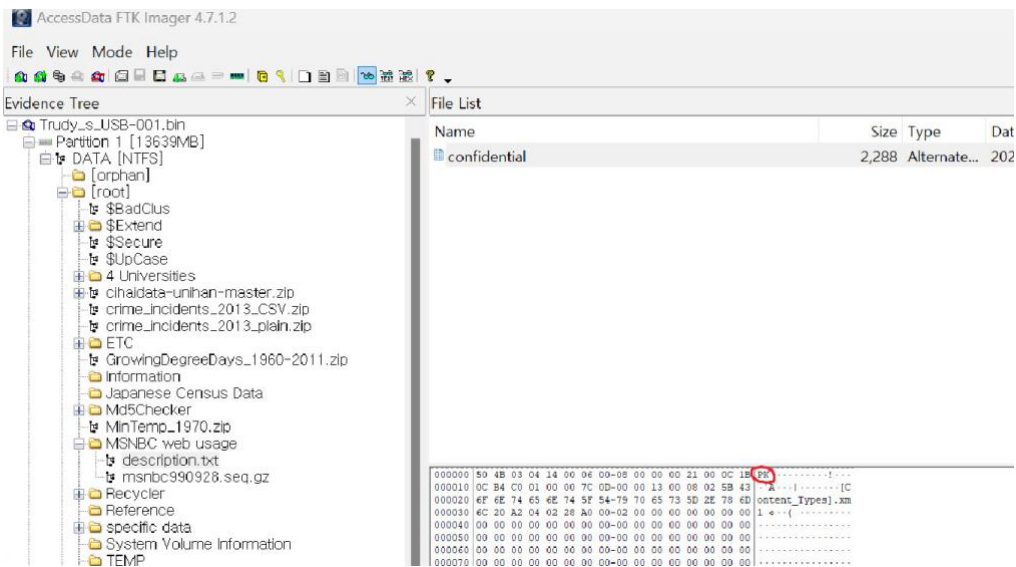 AccessData FTK Imager 4.7.1.2
File View Mode Help
Evidence Tree
Trudy_s_USB-001.bin
Partition 1 [13639MB]
DATA [NTFS]
[orphan]
[root]
$BadClus
$Extend
$Secure
$UpCase
4 Universities
cihaidata-unihan-master.zip
crime_incidents_2013_CSV.zip
crime_incidents_2013_plain.zip
ETC
GrowingDegreeDays_1960-2011.zip
Information
Japanese Census Data
Md5Checker
MinTemp_1970.zip
MSNBC web usage
description.txt
msnbc990928.seq.gz
Recycler
Reference
specific data
System Volume Information
TEMP
File List
Name Size Type Dat
confidential 2,288 Alternate... 202
000000 50 4B 03 04 14 00 06 00-08 00 00 00 21 00 0C 1B PK··········!···
000010 0C B4 C0 01 00 00 7C 0D-00 00 13 00 08 02 5B 43
000020 6F 6E 74 65 6E 74 5F 54-79 70 65 73 5D 2E 78 6D ontent_Types].xm
000030 6C 20 A2 04 02 28 A0 00-02 00 00 00 00 00 00 00
000040 00 00 00 00 00 00 00 00-00 00 00 00 00 00 00 00 ················
000050 00 00 00 00 00 00 00 00-00 00 00 00 00 00 00 00 ················
000060 00 00 00 00 00 00 00 00-00 00 00 00 00 00 00 00 ················
000070 00 00 00 00 00 00 00 00-00 00 00 00 00 00 00 00 ················